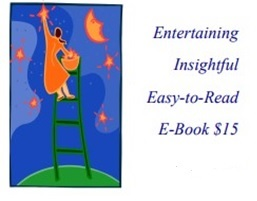 Entertaining
Insightful
Easy-to-Read
E-Book $15